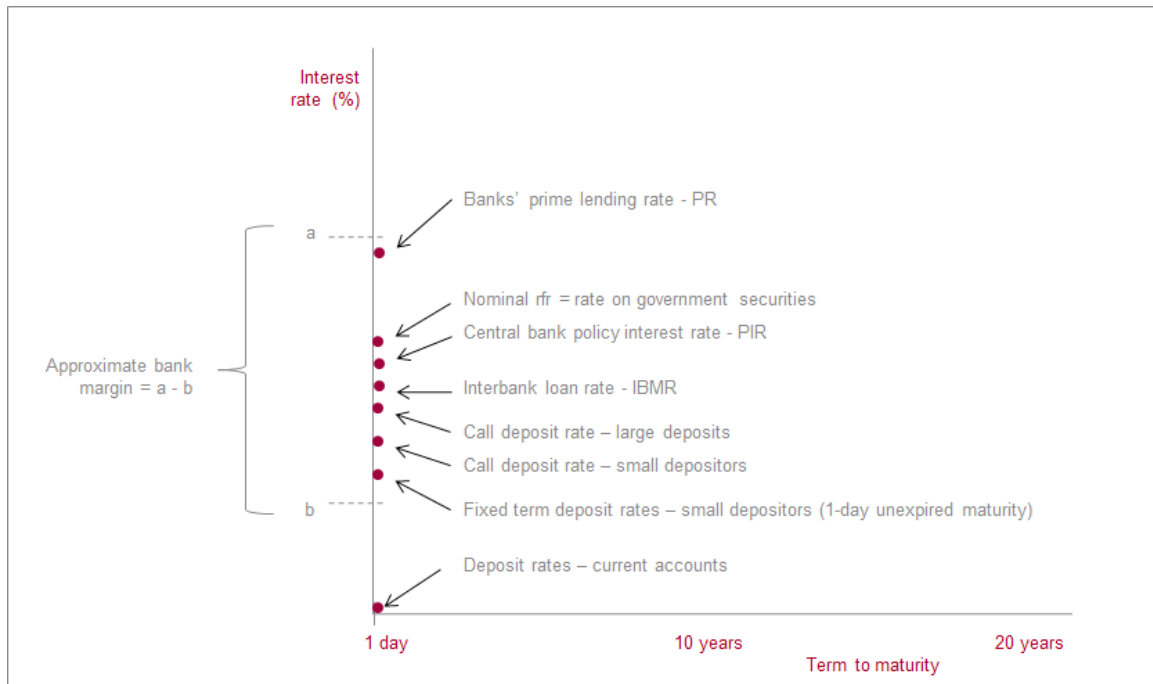 Interest
rate (%)
Banks' prime lending rate - PR
a
Nominal rfr = rate on government securities
Central bank policy interest rate - PIR
Approximate bank
margin = a - b
Interbank loan rate - IBMR
Call deposit rate – large deposits
Call deposit rate – small depositors
b
Fixed term deposit rates – small depositors (1-day unexpired maturity)
Deposit rates – current accounts
1 day
10 years
20 years
Term to maturity